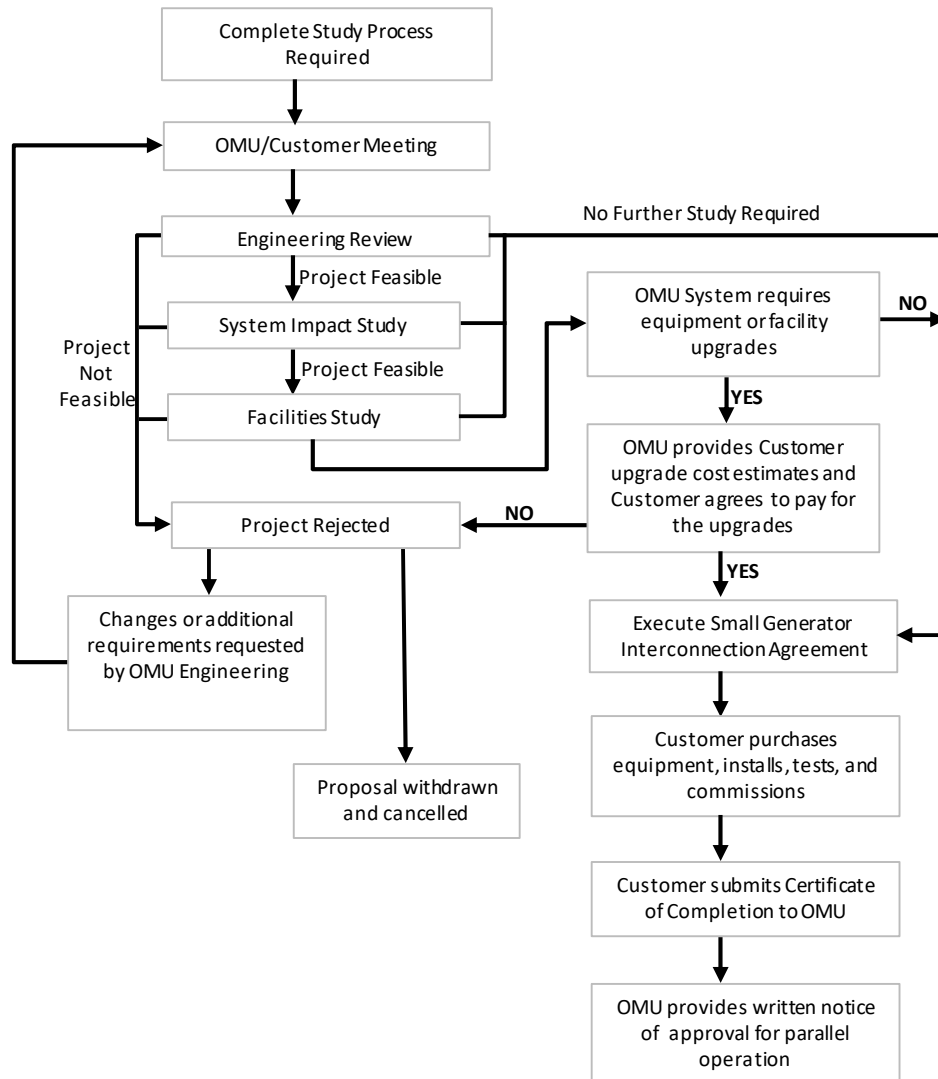 Complete Study Process
Required
OMU/Customer Meeting
No Further Study Required
Engineering Review
Project Feasible
System Impact Study
Project Feasible
Facilities Study
Project
Not
Feasible
OMU System requires
equipment or facility
upgrades
NO
YES
OMU provides Customer
upgrade cost estimates and
Customer agrees to pay for
the upgrades
NO
Project Rejected
YES
Changes or additional
requirements requested
by OMU Engineering
Proposal withdrawn
and cancelled
Execute Small Generator
Interconnection Agreement
Customer purchases
equipment, installs, tests, and
commissions
Customer submits Certificate
of Completion to OMU
OMU provides written notice
of approval for parallel
operation